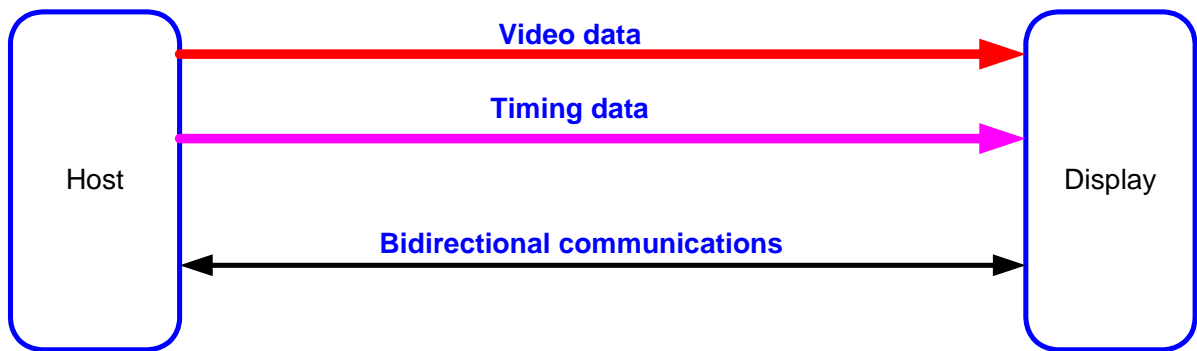 Video data
Timing data
Host
Display
Bidirectional communications